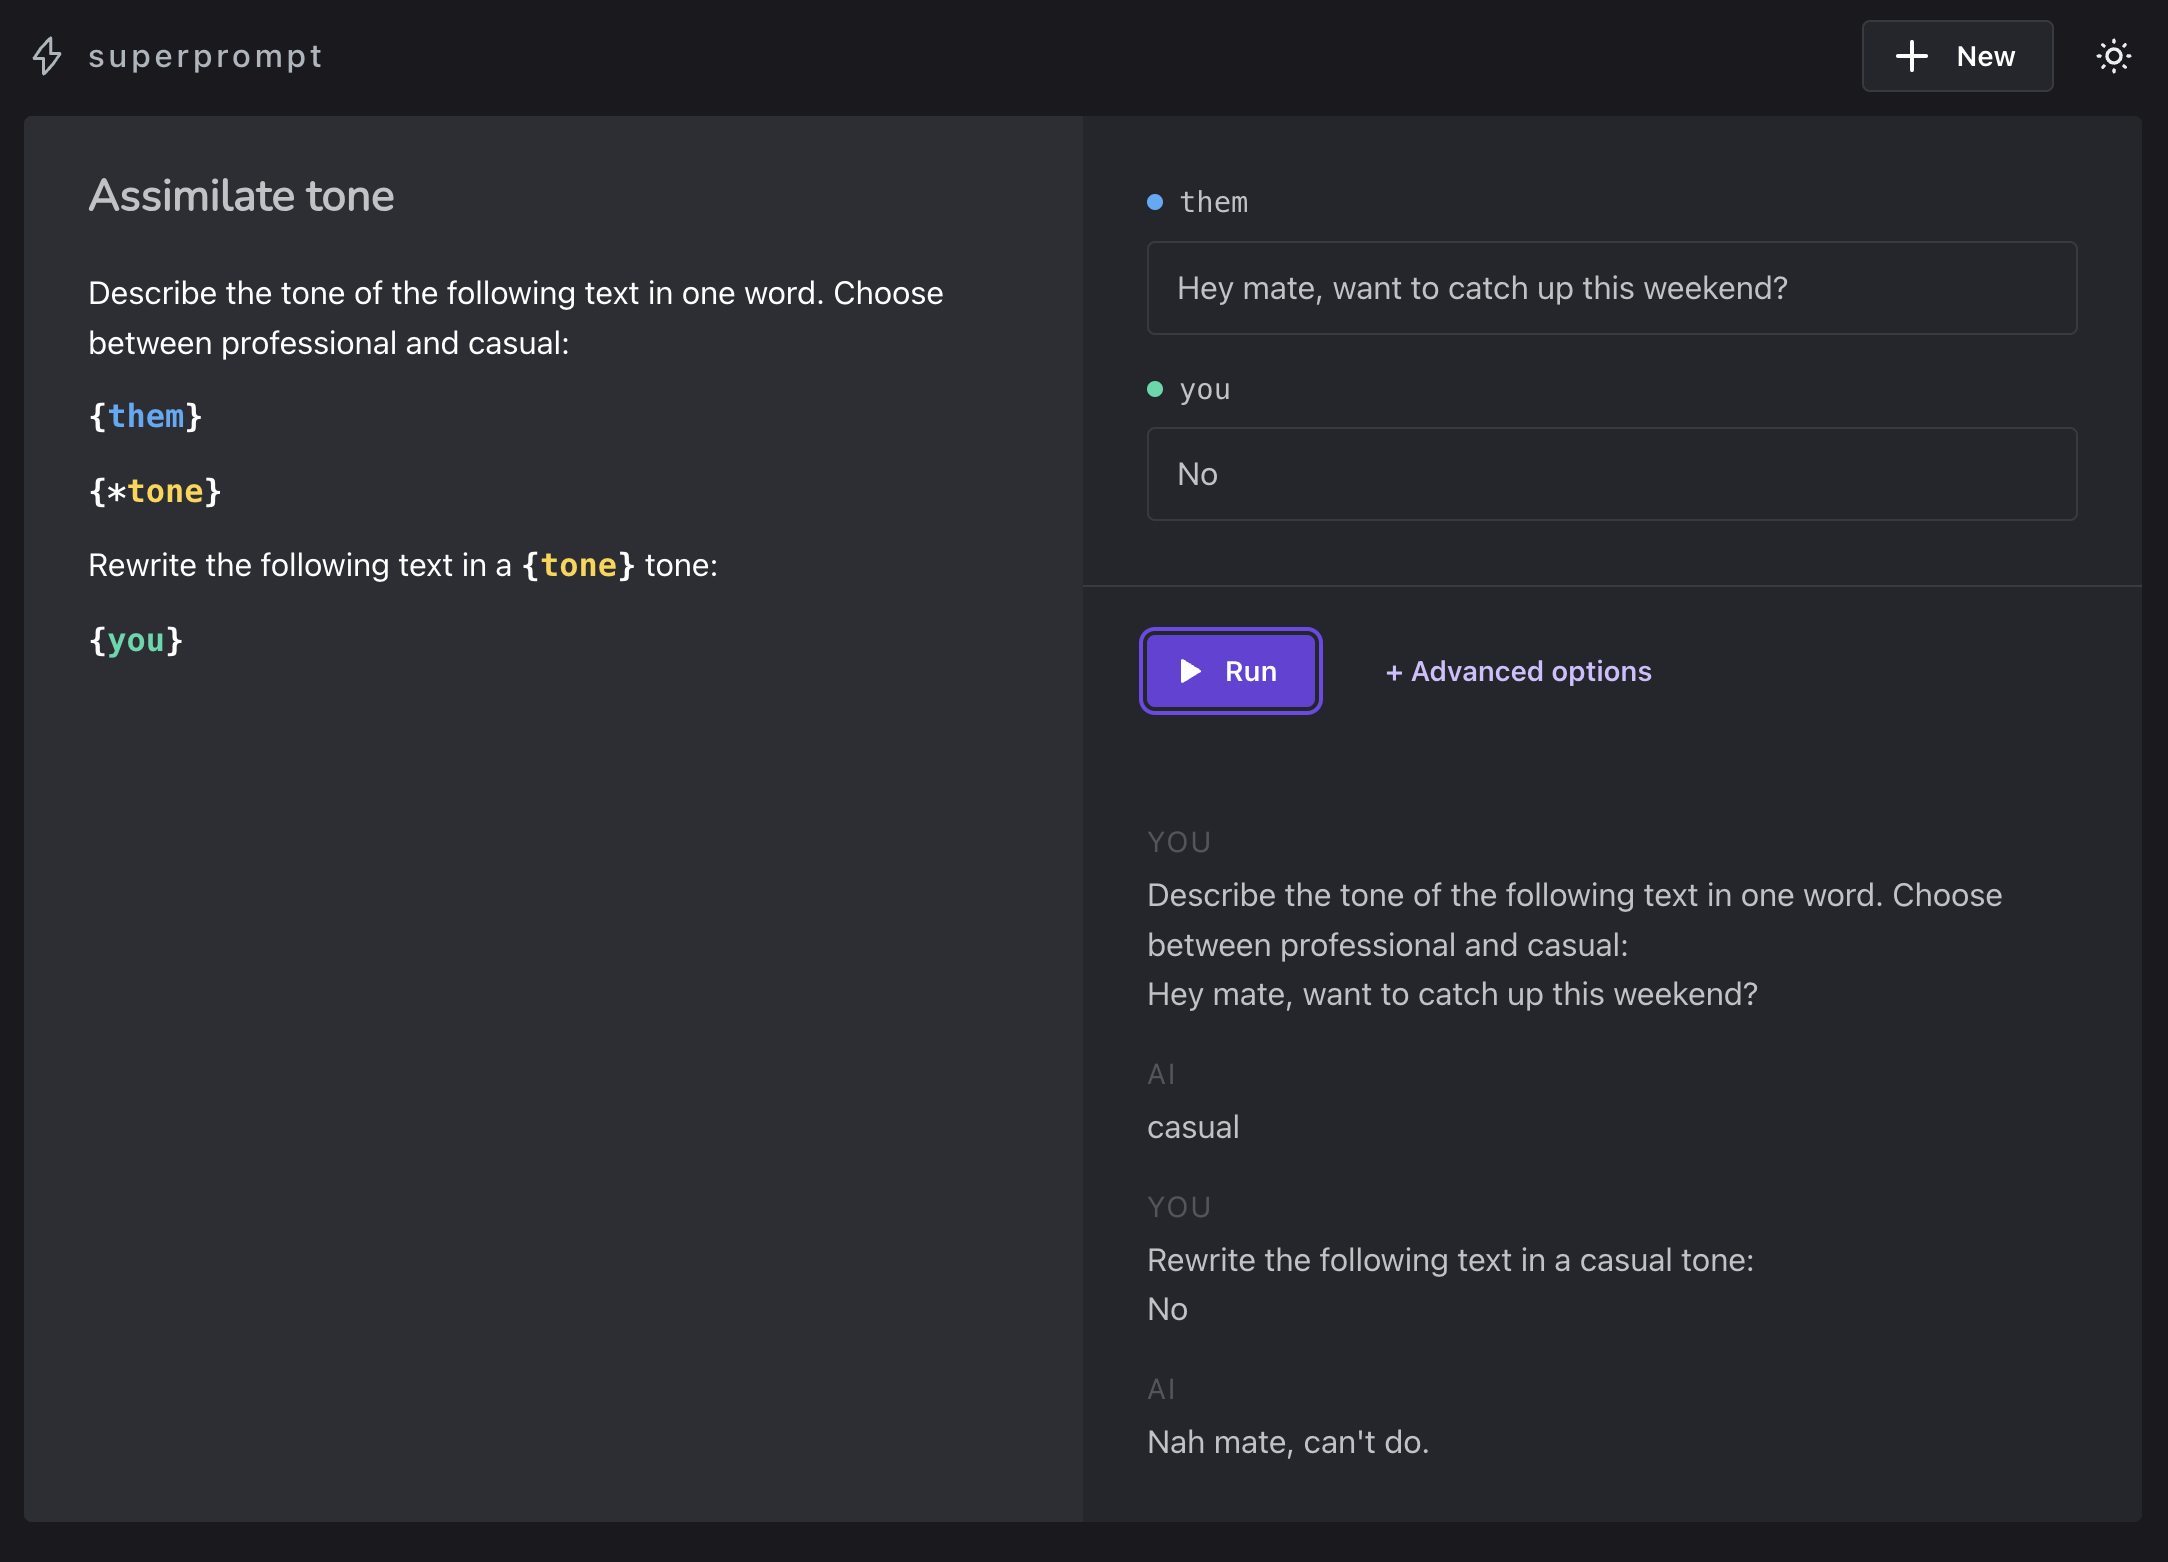 superprompt
New
Assimilate tone
Describe the tone of the following text in one word. Choose
between professional and casual:
{them}
{*tone}
Rewrite the following text in a {tone} tone:
{you}
them
Hey mate, want to catch up this weekend?
you
No
Run
+ Advanced options
YOU
Describe the tone of the following text in one word. Choose
between professional and casual:
Hey mate, want to catch up this weekend?
AI
casual
YOU
Rewrite the following text in a casual tone:
No
AI
Nah mate, can't do.